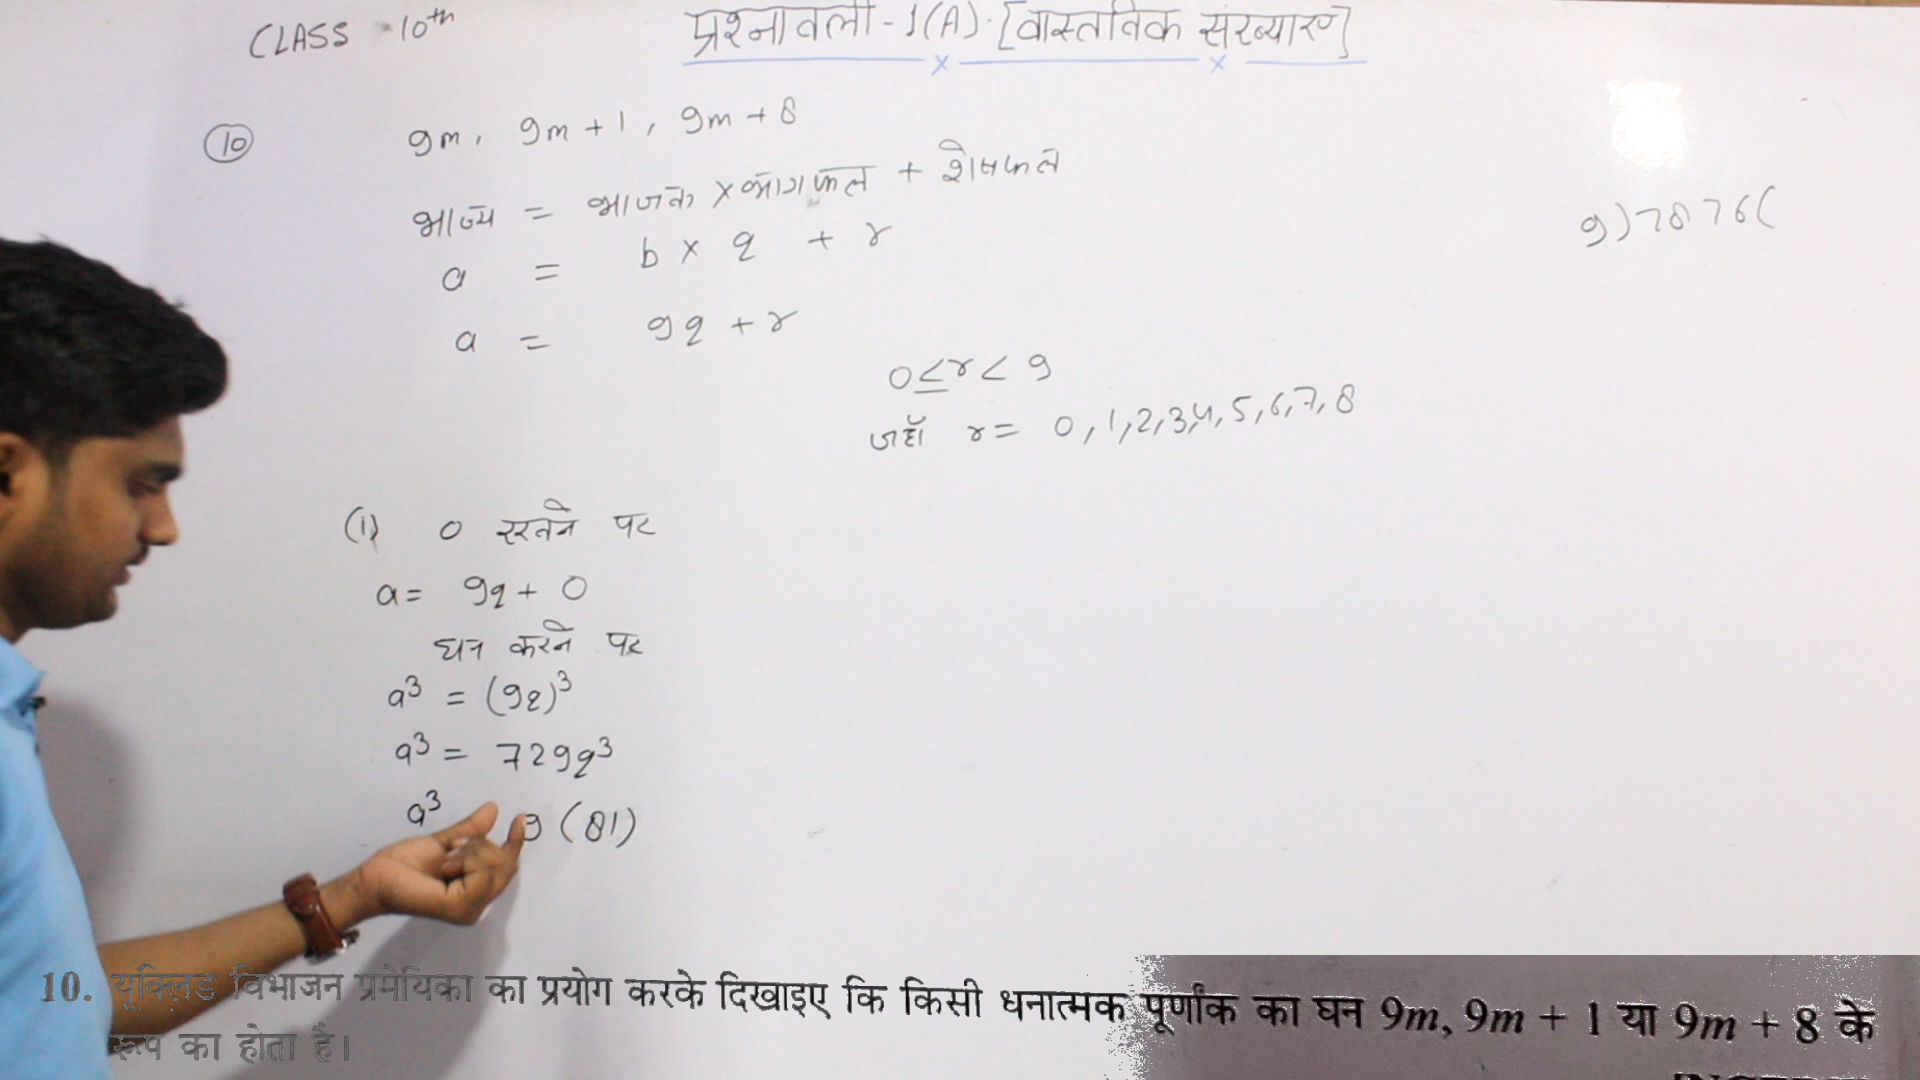 CLASS - 10th
प्रश्नावली - 1(A) · [वास्तविक संख्याए]
10
9m, 9m + 1, 9m + 8
भाज्य = भाजक × भागफल + शेषफल
9)7876(
a = b × q + r
a = 9q + r
0 ≤ r < 9
जहाँ r = 0, 1, 2, 3, 4, 5, 6, 7, 8
(1) 0 रखने पर
a = 9q + 0
घन करने पर
a³ = (9q)³
a³ = 729q³
a³ 9 (81)
10. यूक्लिड विभाजन प्रमेयिका का प्रयोग करके दिखाइए कि किसी धनात्मक पूर्णांक का घन 9m, 9m + 1 या 9m + 8 के
रूप का होता है।